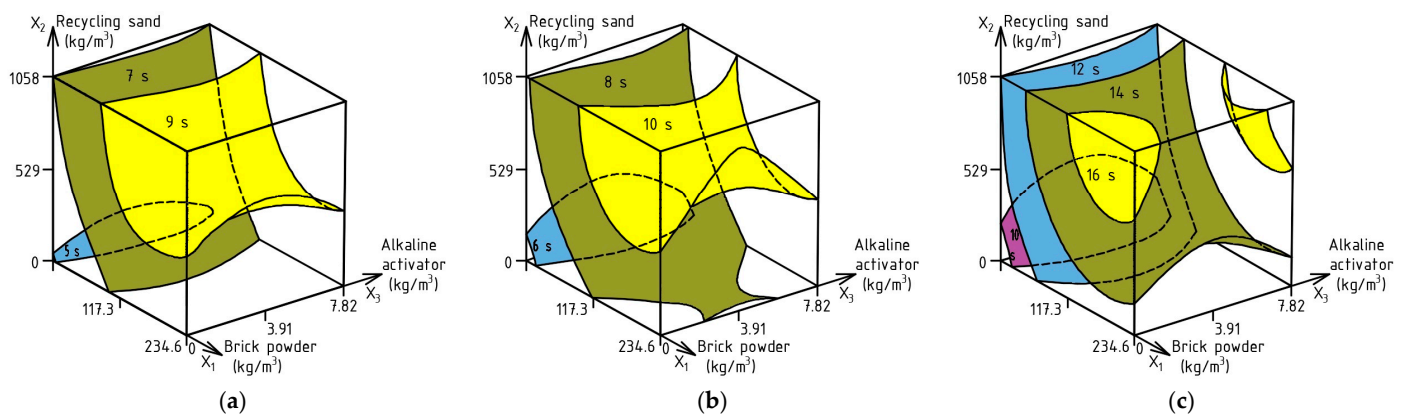 X2 Recycling sand
(kg/m³)
1058
7 s
9 s
529
5 s
0
117.3
234.6
0
X1
Brick powder
(kg/m³)
3.91
7.82
X3
Alkaline
activator
(kg/m³)
(a)
X2 Recycling sand
(kg/m³)
1058
8 s
10 s
529
6 s
0
117.3
234.6
0
X1
Brick powder
(kg/m³)
3.91
7.82
X3
Alkaline
activator
(kg/m³)
(b)
X2 Recycling sand
(kg/m³)
1058
12 s
14 s
529
16 s
10
s
0
117.3
234.6
0
X1
Brick powder
(kg/m³)
3.91
7.82
X3
Alkaline
activator
(kg/m³)
(c)